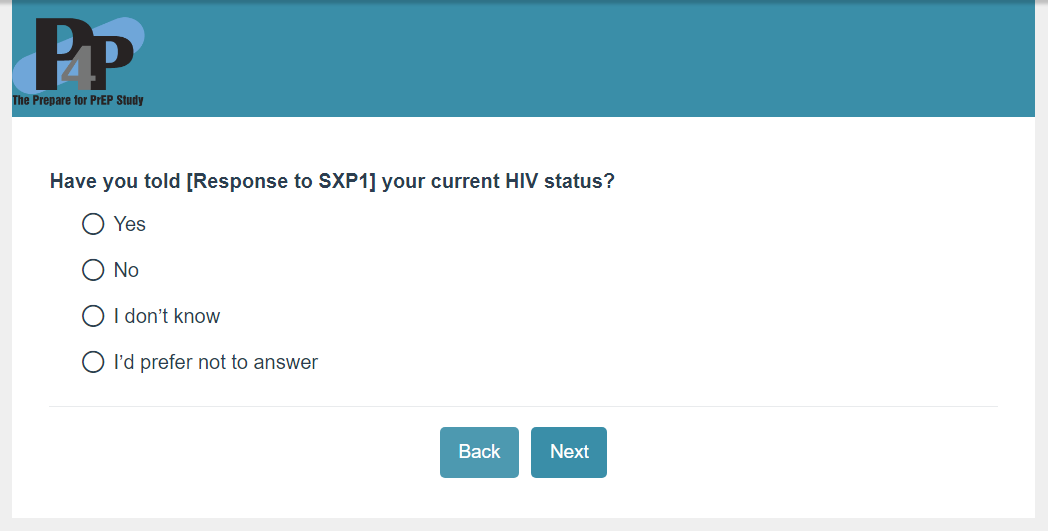 P4P
The Prepare for PrEP Study
Have you told [Response to SXP1] your current HIV status?
Yes
No
I don’t know
I’d prefer not to answer
Back
Next